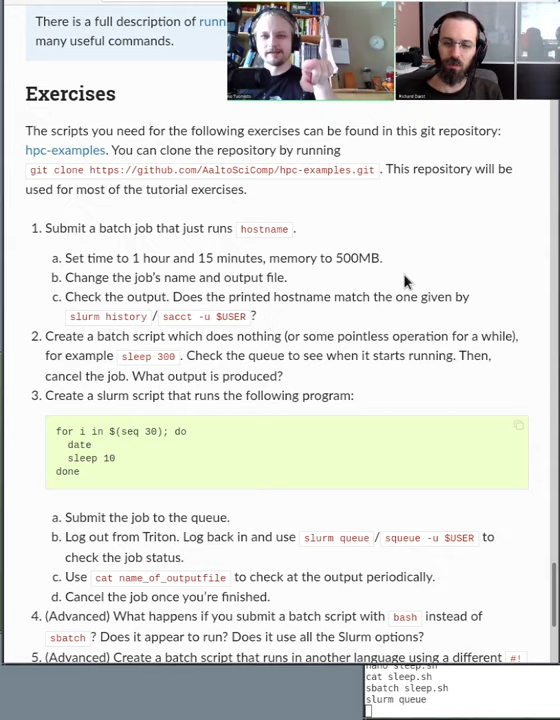 There is a full description of runn
many useful commands.
Richard Darst
Exercises
The scripts you need for the following exercises can be found in this git repository:
hpc-examples. You can clone the repository by running
git clone https://github.com/AaltoSciComp/hpc-examples.git. This repository will be
used for most of the tutorial exercises.
1. Submit a batch job that just runs hostname.
a. Set time to 1 hour and 15 minutes, memory to 500MB.
b. Change the job's name and output file.
c. Check the output. Does the printed hostname match the one given by
slurm history / sacct -u $USER ?
2. Create a batch script which does nothing (or some pointless operation for a while),
for example sleep 300. Check the queue to see when it starts running. Then,
cancel the job. What output is produced?
3. Create a slurm script that runs the following program:
for i in $(seq 30); do
date
sleep 10
done
a. Submit the job to the queue.
b. Log out from Triton. Log back in and use slurm queue / squeue -u $USER to
check the job status.
c. Use cat name_of_outputfile to check at the output periodically.
d. Cancel the job once you're finished.
4. (Advanced) What happens if you submit a batch script with bash instead of
sbatch ? Does it appear to run? Does it use all the Slurm options?
5. (Advanced) Create a batch script that runs in another language using a different #!
nano sleep.sh
cat sleep.sh
sbatch sleep.sh
slurm queue